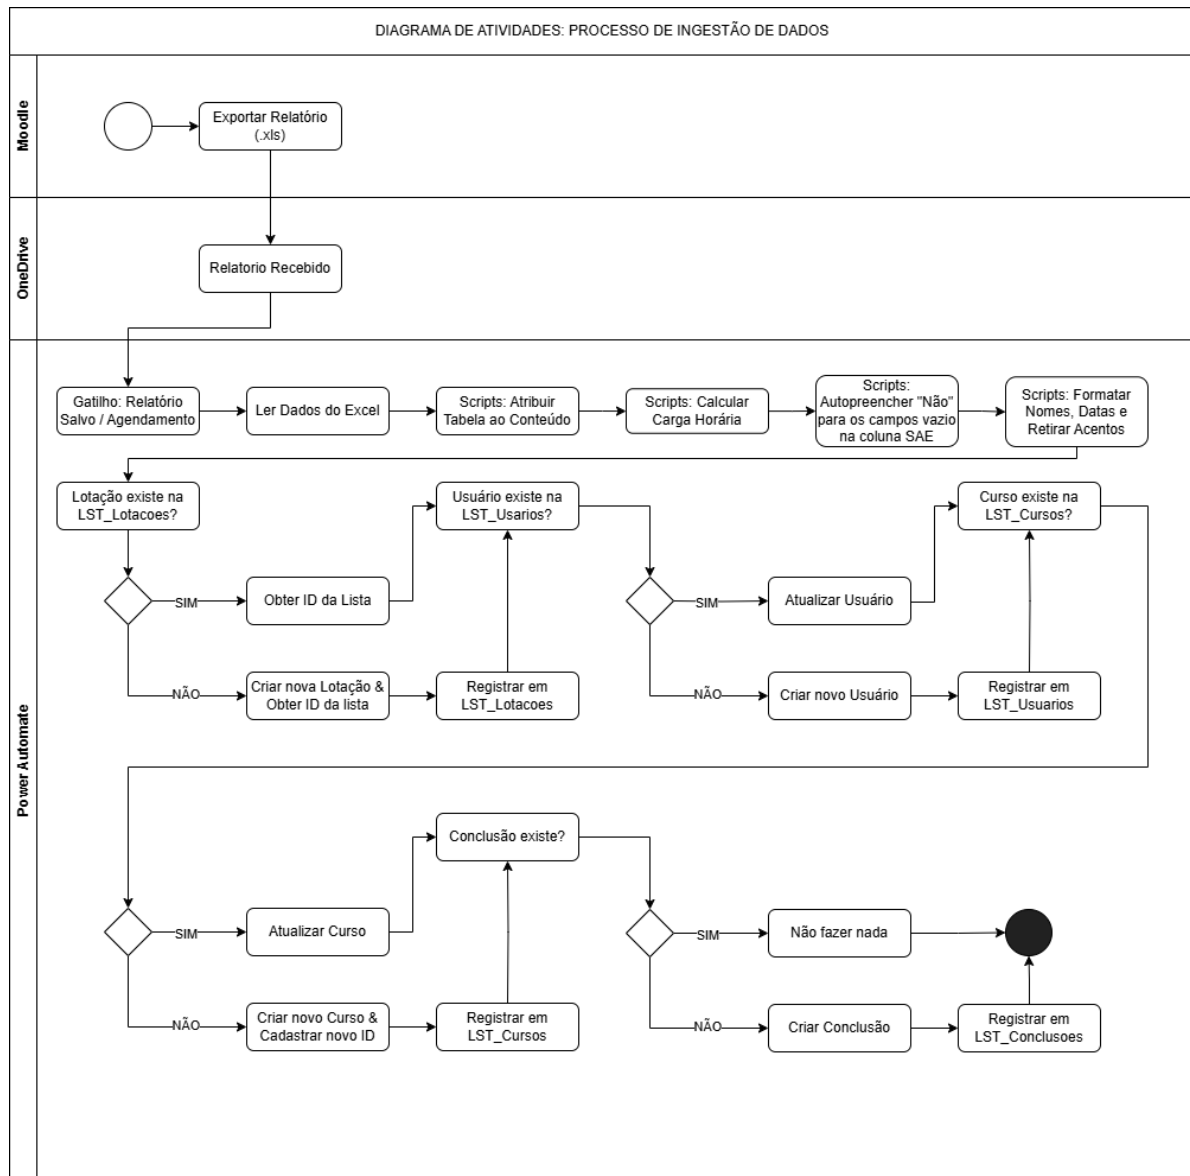 DIAGRAMA DE ATIVIDADES: PROCESSO DE INGESTÃO DE DADOS
Moodle
Exportar Relatório
(.xls)
OneDrive
Relatorio Recebido
Power Automate
Gatilho: Relatório
Salvo / Agendamento
Ler Dados do Excel
Scripts: Atribuir
Tabela ao Conteúdo
Scripts: Calcular
Carga Horária
Scripts:
Autopreencher "Não"
para os campos vazio
na coluna SAE
Scripts: Formatar
Nomes, Datas e
Retirar Acentos
Lotação existe na
LST_Lotacoes?
Usuário existe na
LST_Usarios?
Curso existe na
LST_Cursos?
SIM
Obter ID da Lista
SIM
Atualizar Usuário
NÃO
Criar nova Lotação &
Obter ID da lista
Registrar em
LST_Lotacoes
NÃO
Criar novo Usuário
Registrar em
LST_Usuarios
Conclusão existe?
SIM
Atualizar Curso
SIM
Não fazer nada
NÃO
Criar novo Curso &
Cadastrar novo ID
Registrar em
LST_Cursos
NÃO
Criar Conclusão
Registrar em
LST_Conclusoes